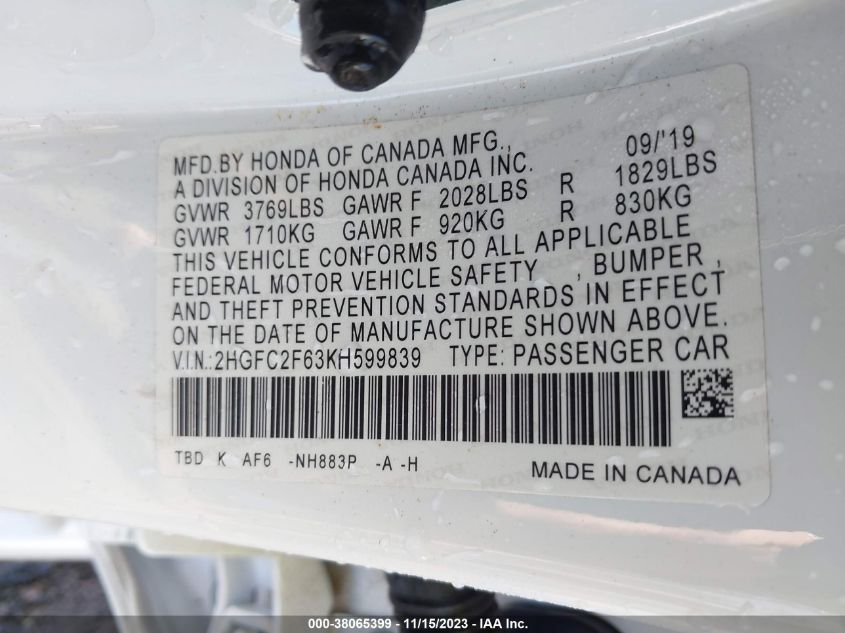 MFD.BY HONDA OF CANADA MFG., 09/'19
A DIVISION OF HONDA CANADA INC.
GVWR 3769LBS GAWR F 2028LBS R 1829LBS
GVWR 1710KG GAWR F 920KG R 830KG
THIS VEHICLE CONFORMS TO ALL APPLICABLE
FEDERAL MOTOR VEHICLE SAFETY , BUMPER ,
AND THEFT PREVENTION STANDARDS IN EFFECT
ON THE DATE OF MANUFACTURE SHOWN ABOVE.
V.I.N.:2HGFC2F63KH599839 TYPE: PASSENGER CAR
TBD K AF6 -NH883P -A -H
MADE IN CANADA
000-38065399 - 11/15/2023 - IAA Inc.